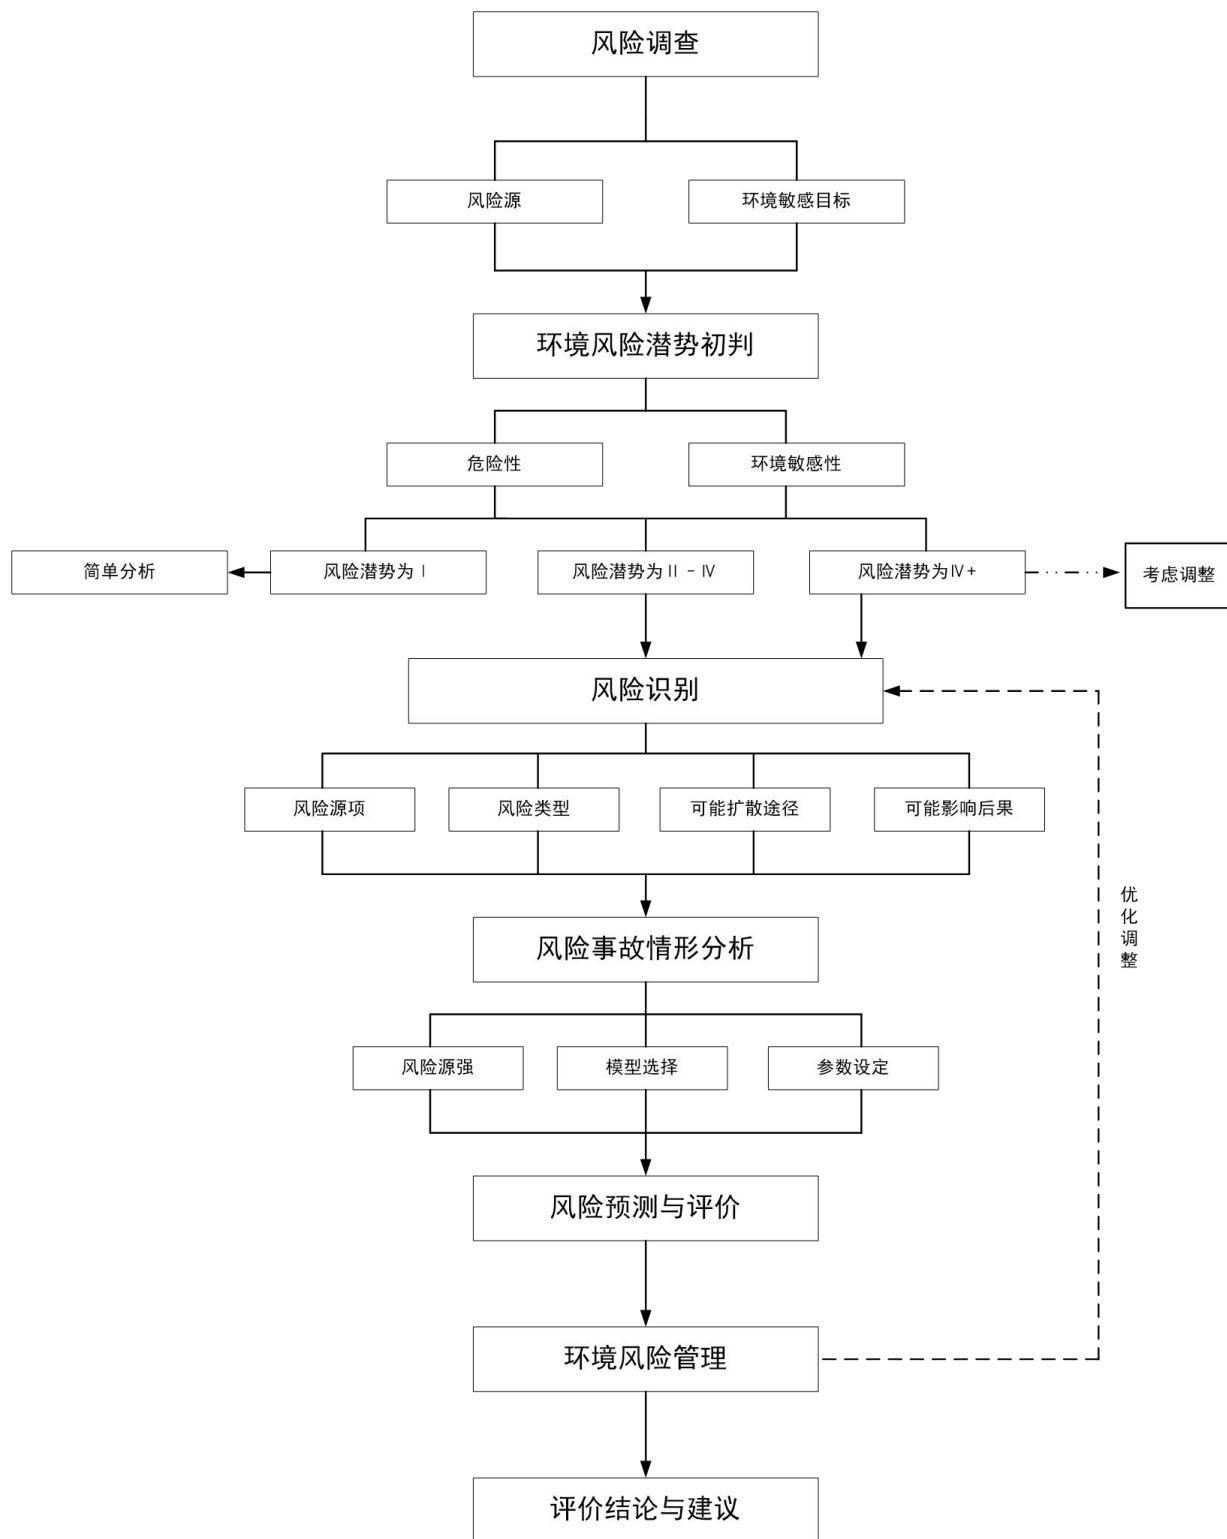 风险调查
风险源
环境敏感目标
环境风险潜势初判
危险性
环境敏感性
简单分析
风险潜势为Ⅰ
风险潜势为ⅠⅠ-Ⅳ
风险潜势为Ⅳ+
考虑调整
风险识别
风险源项
风险类型
可能扩散途径
可能影响后果
优化调整
风险事故情形分析
风险源强
模型选择
参数设定
风险预测与评价
环境风险管理
评价结论与建议